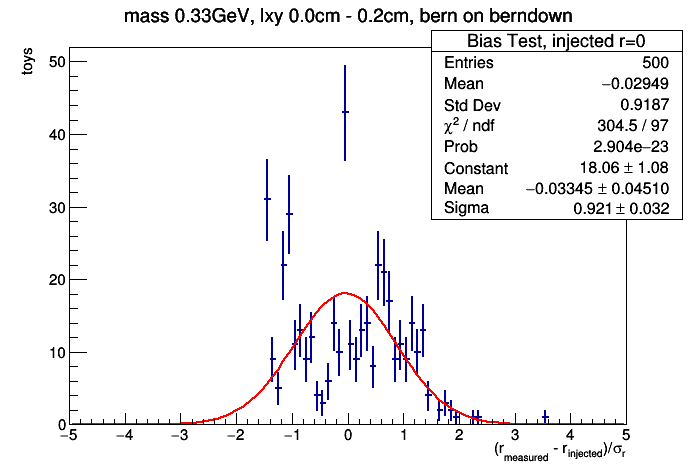 mass 0.33GeV, lxy 0.0cm - 0.2cm, bern on berndown
Bias Test, injected r=0
Entries 500
Mean −0.02949
Std Dev 0.9187
χ² / ndf 304.5 / 97
Prob 2.904e−23
Constant 18.06 ± 1.08
Mean −0.03345 ± 0.04510
Sigma 0.921 ± 0.032
toys
50
40
30
20
10
0
−5 −4 −3 −2 −1 0 1 2 3 4 5
(r_measured - r_injected)/σ_r